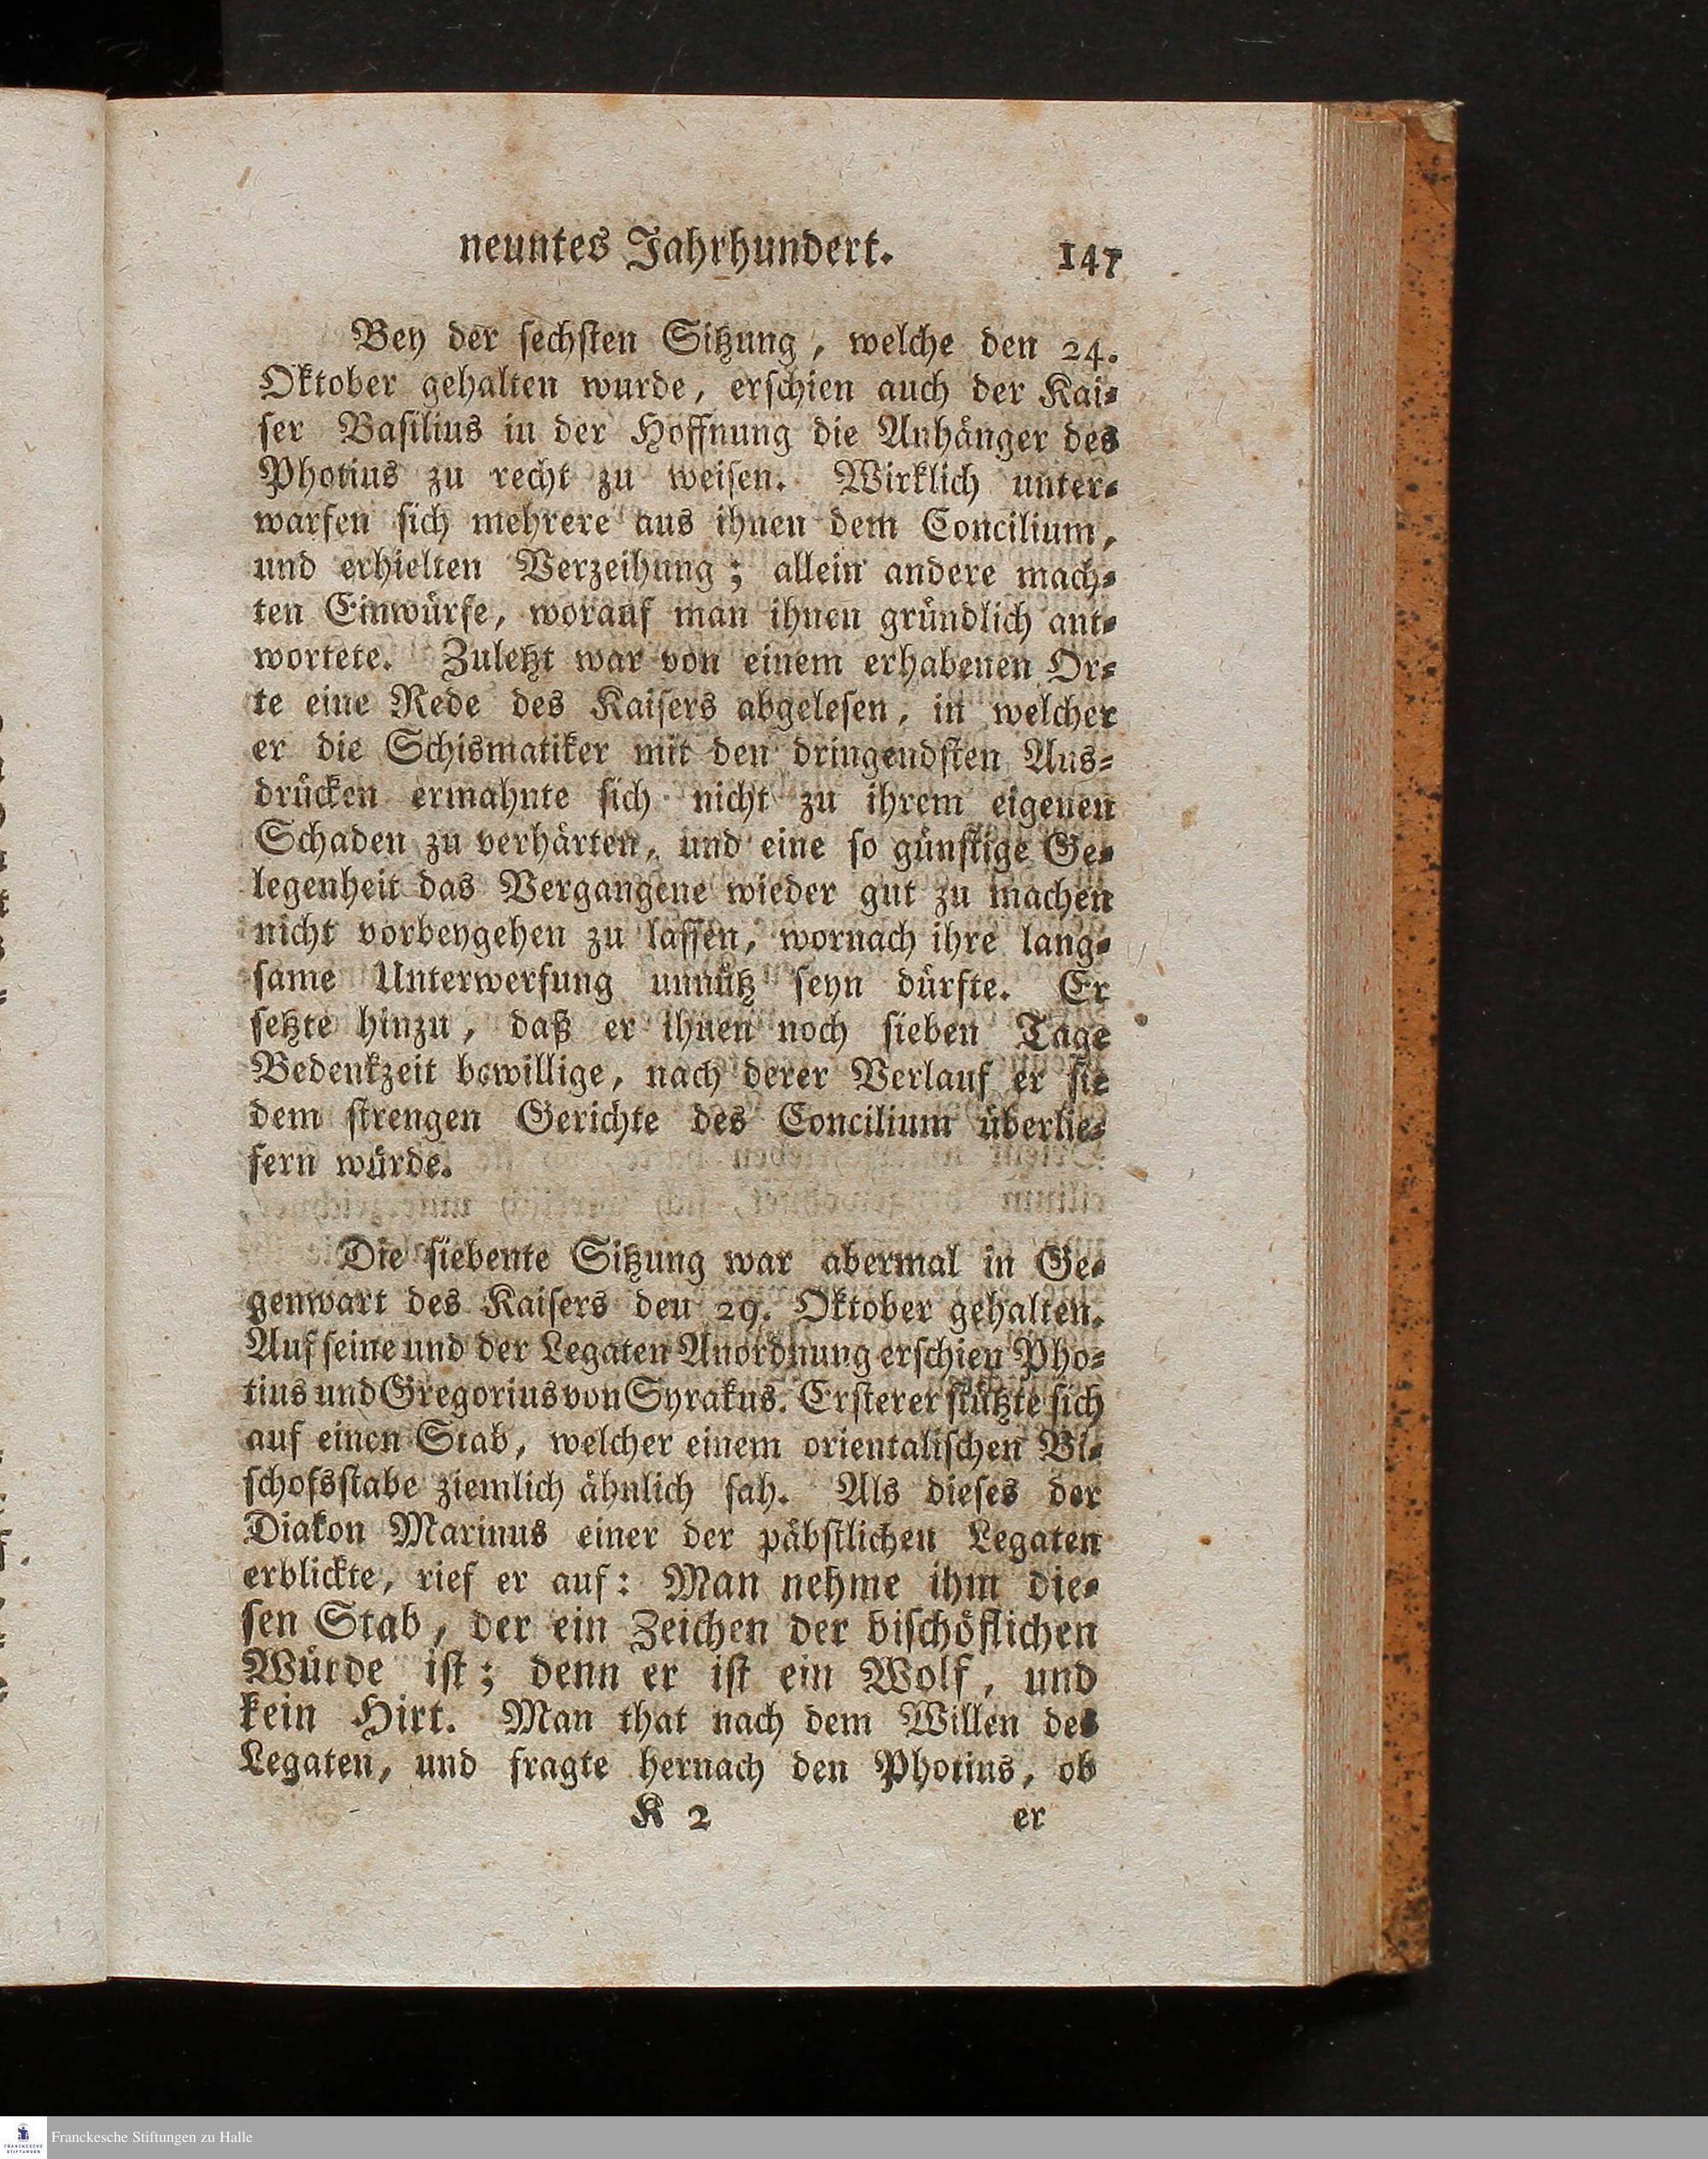 neuntes Jahrhundert. 147
Bey der sechsten Sitzung, welche den 24.
Oktober gehalten wurde, erschien auch der Kai-
ser Basilius in der Hoffnung die Anhänger des
Photius zu recht zu weisen. Wirklich unter-
warfen sich mehrere aus ihnen dem Concilium,
und erhielten Verzeihung; allein andere mach-
ten Einwürfe, worauf man ihnen gründlich ant-
wortete. Zuletzt war von einem erhabenen Or-
te eine Rede des Kaisers abgelesen, in welcher
er die Schismatiker mit den dringendsten Aus-
drücken ermahnte sich nicht zu ihrem eigenen
Schaden zu verhärten, und eine so günstige Ge-
legenheit das Vergangene wieder gut zu machen
nicht vorbeygehen zu lassen, wornach ihre lang-
same Unterwerfung unnütz seyn dürfte. Er
setzte hinzu, daß er ihnen noch sieben Tage
Bedenkzeit bewillige, nach derer Verlauf er sie
dem strengen Gerichte des Concilium überlie-
fern würde.
Die siebente Sitzung war abermal in Ge-
genwart des Kaisers den 29. Oktober gehalten.
Auf seine und der Legaten Anordnung erschien Pho-
tius und Gregorius von Syrakus. Ersterer stützte sich
auf einen Stab, welcher einem orientalischen Bi-
schofsstabe ziemlich ähnlich sah. Als dieses der
Diakon Marinus einer der päbstlichen Legaten
erblickte, rief er auf: Man nehme ihm die-
sen Stab, der ein Zeichen der bischöflichen
Würde ist; denn er ist ein Wolf, und
kein Hirt. Man that nach dem Willen des
Legaten, und fragte hernach den Photius, ob
K 2 er
Franckesche Stiftungen zu Halle